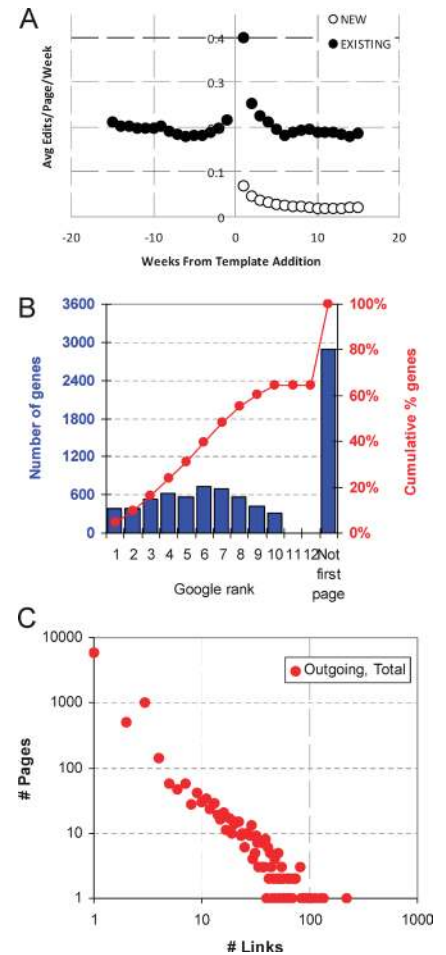 A
○ NEW
● EXISTING
Avg Edits/Page/Week
0.4
0.3
0.2
0.1
0
-20 -10 0 10 20
Weeks From Template Addition
B
Number of genes
3600
3000
2400
1800
1200
600
0
Cumulative % genes
100%
80%
60%
40%
20%
0%
1 2 3 4 5 6 7 8 9 10 11 12 Not
first
page
Google rank
C
# Pages
10000
1000
100
10
1
Outgoing, Total
1 10 100 1000
# Links